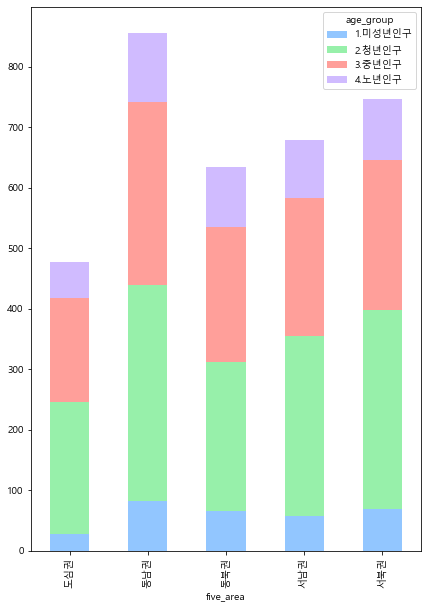 age_group
1.미성년인구
2.청년인구
3.중년인구
4.노년인구
800
700
600
500
400
300
200
100
0
도심권
동남권
동북권
서남권
서북권
five_area